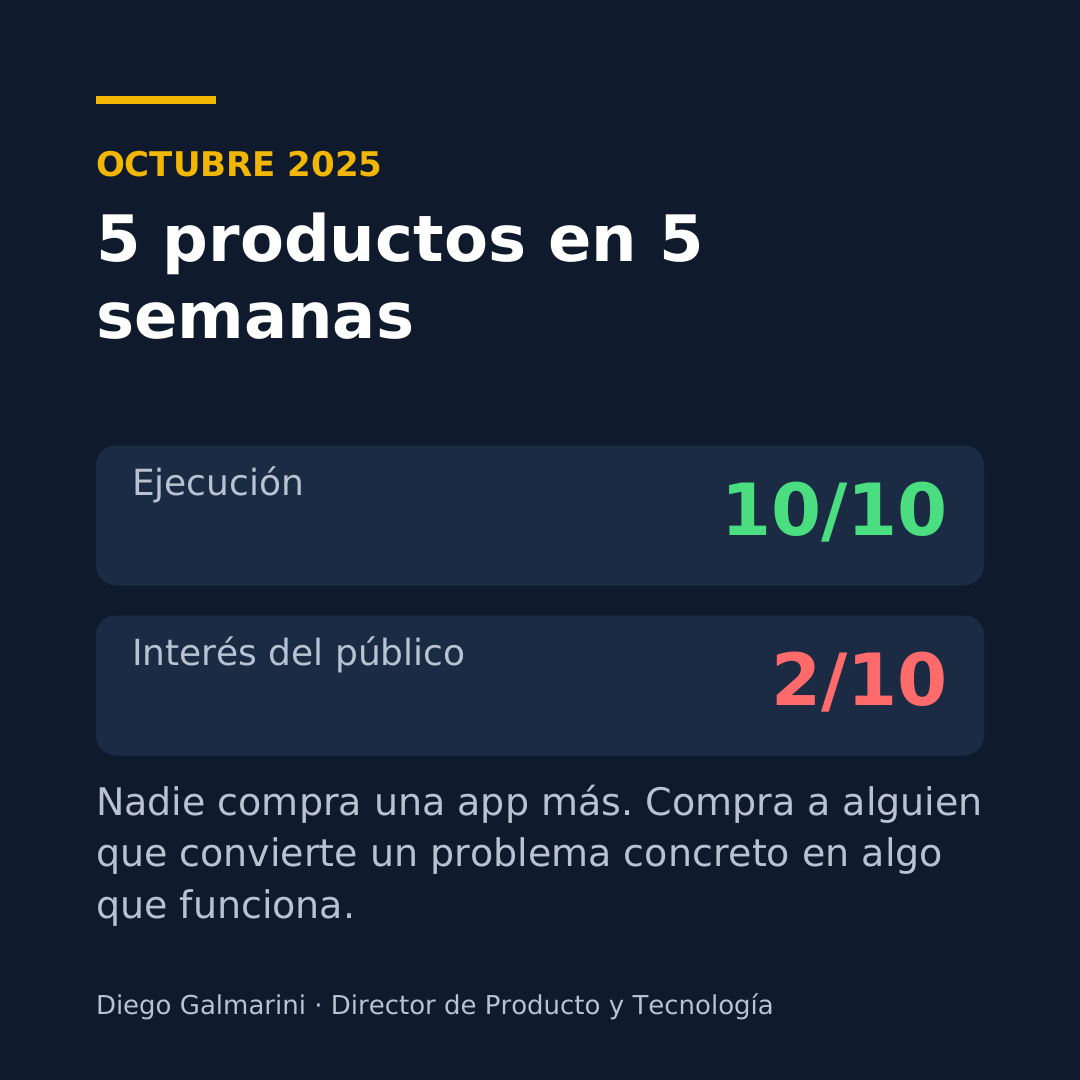 OCTUBRE 2025
5 productos en 5
semanas
Ejecución
10/10
Interés del público
2/10
Nadie compra una app más. Compra a alguien
que convierte un problema concreto en algo
que funciona.
Diego Galmarini · Director de Producto y Tecnología